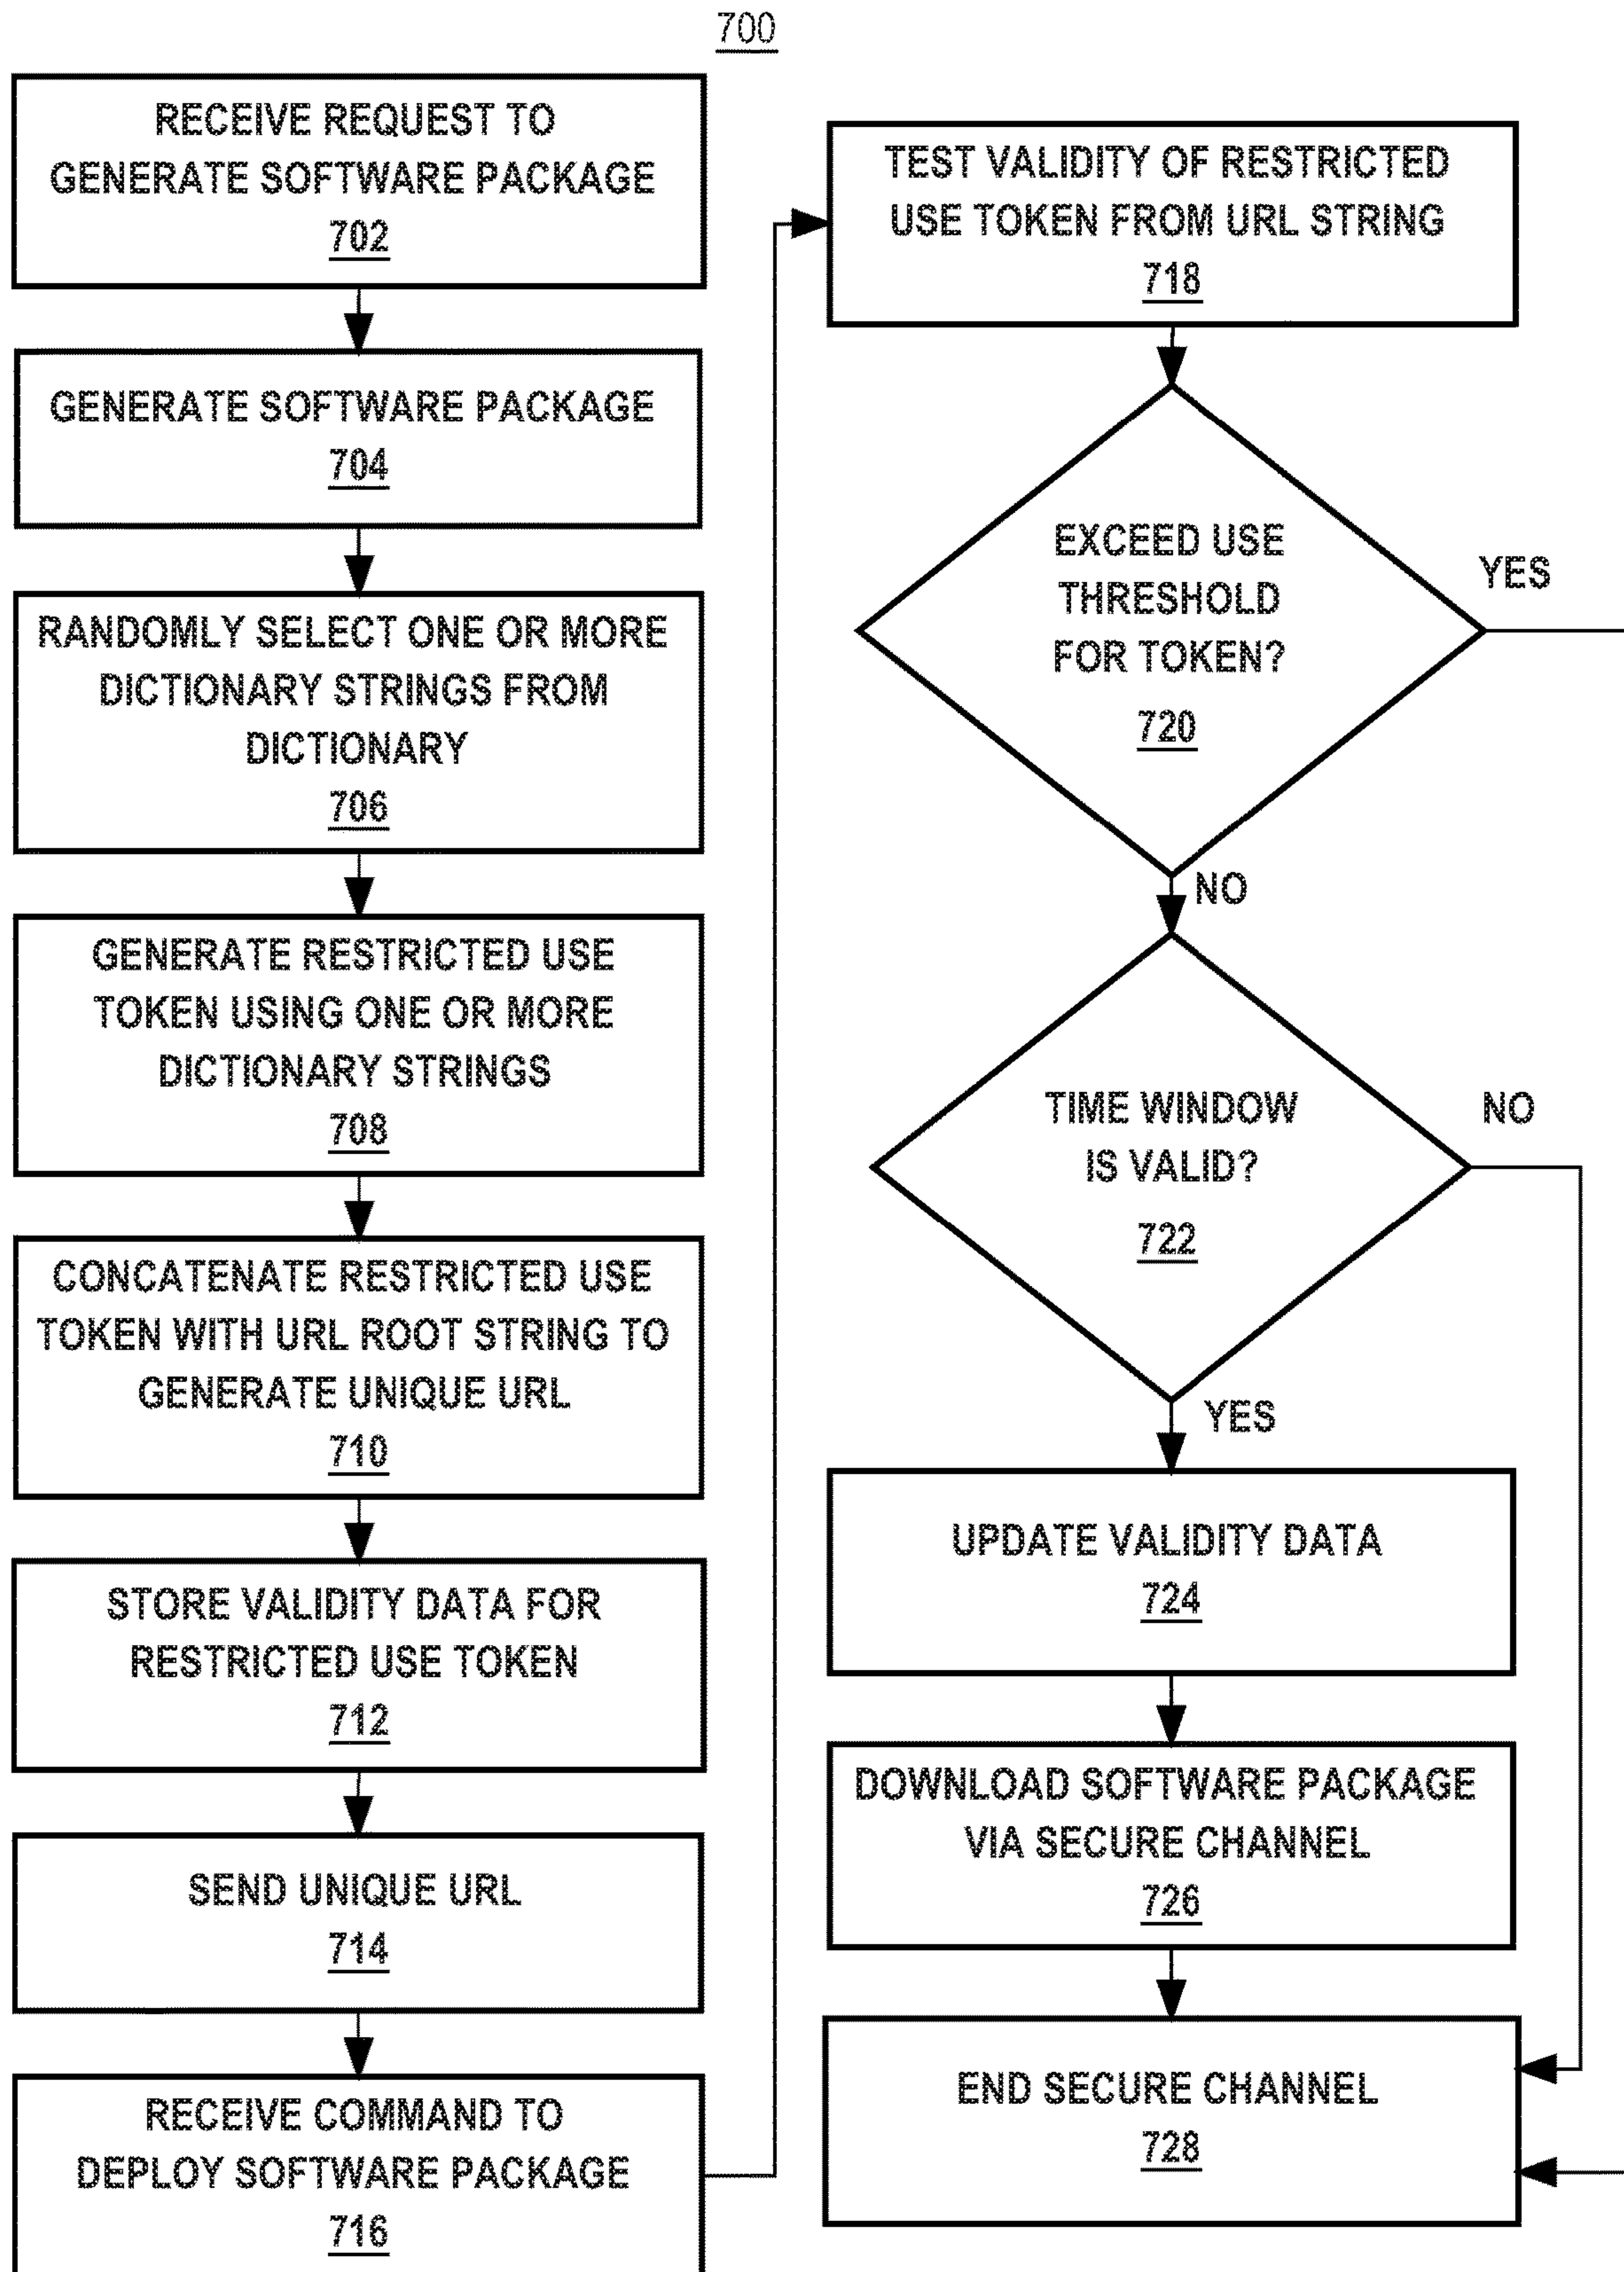 700
RECEIVE REQUEST TO
GENERATE SOFTWARE PACKAGE
702
GENERATE SOFTWARE PACKAGE
704
RANDOMLY SELECT ONE OR MORE
DICTIONARY STRINGS FROM
DICTIONARY
706
GENERATE RESTRICTED USE
TOKEN USING ONE OR MORE
DICTIONARY STRINGS
708
CONCATENATE RESTRICTED USE
TOKEN WITH URL ROOT STRING TO
GENERATE UNIQUE URL
710
STORE VALIDITY DATA FOR
RESTRICTED USE TOKEN
712
SEND UNIQUE URL
714
RECEIVE COMMAND TO
DEPLOY SOFTWARE PACKAGE
716
TEST VALIDITY OF RESTRICTED
USE TOKEN FROM URL STRING
718
EXCEED USE
THRESHOLD
FOR TOKEN?
720
YES
NO
TIME WINDOW
IS VALID?
722
NO
YES
UPDATE VALIDITY DATA
724
DOWNLOAD SOFTWARE PACKAGE
VIA SECURE CHANNEL
726
END SECURE CHANNEL
728